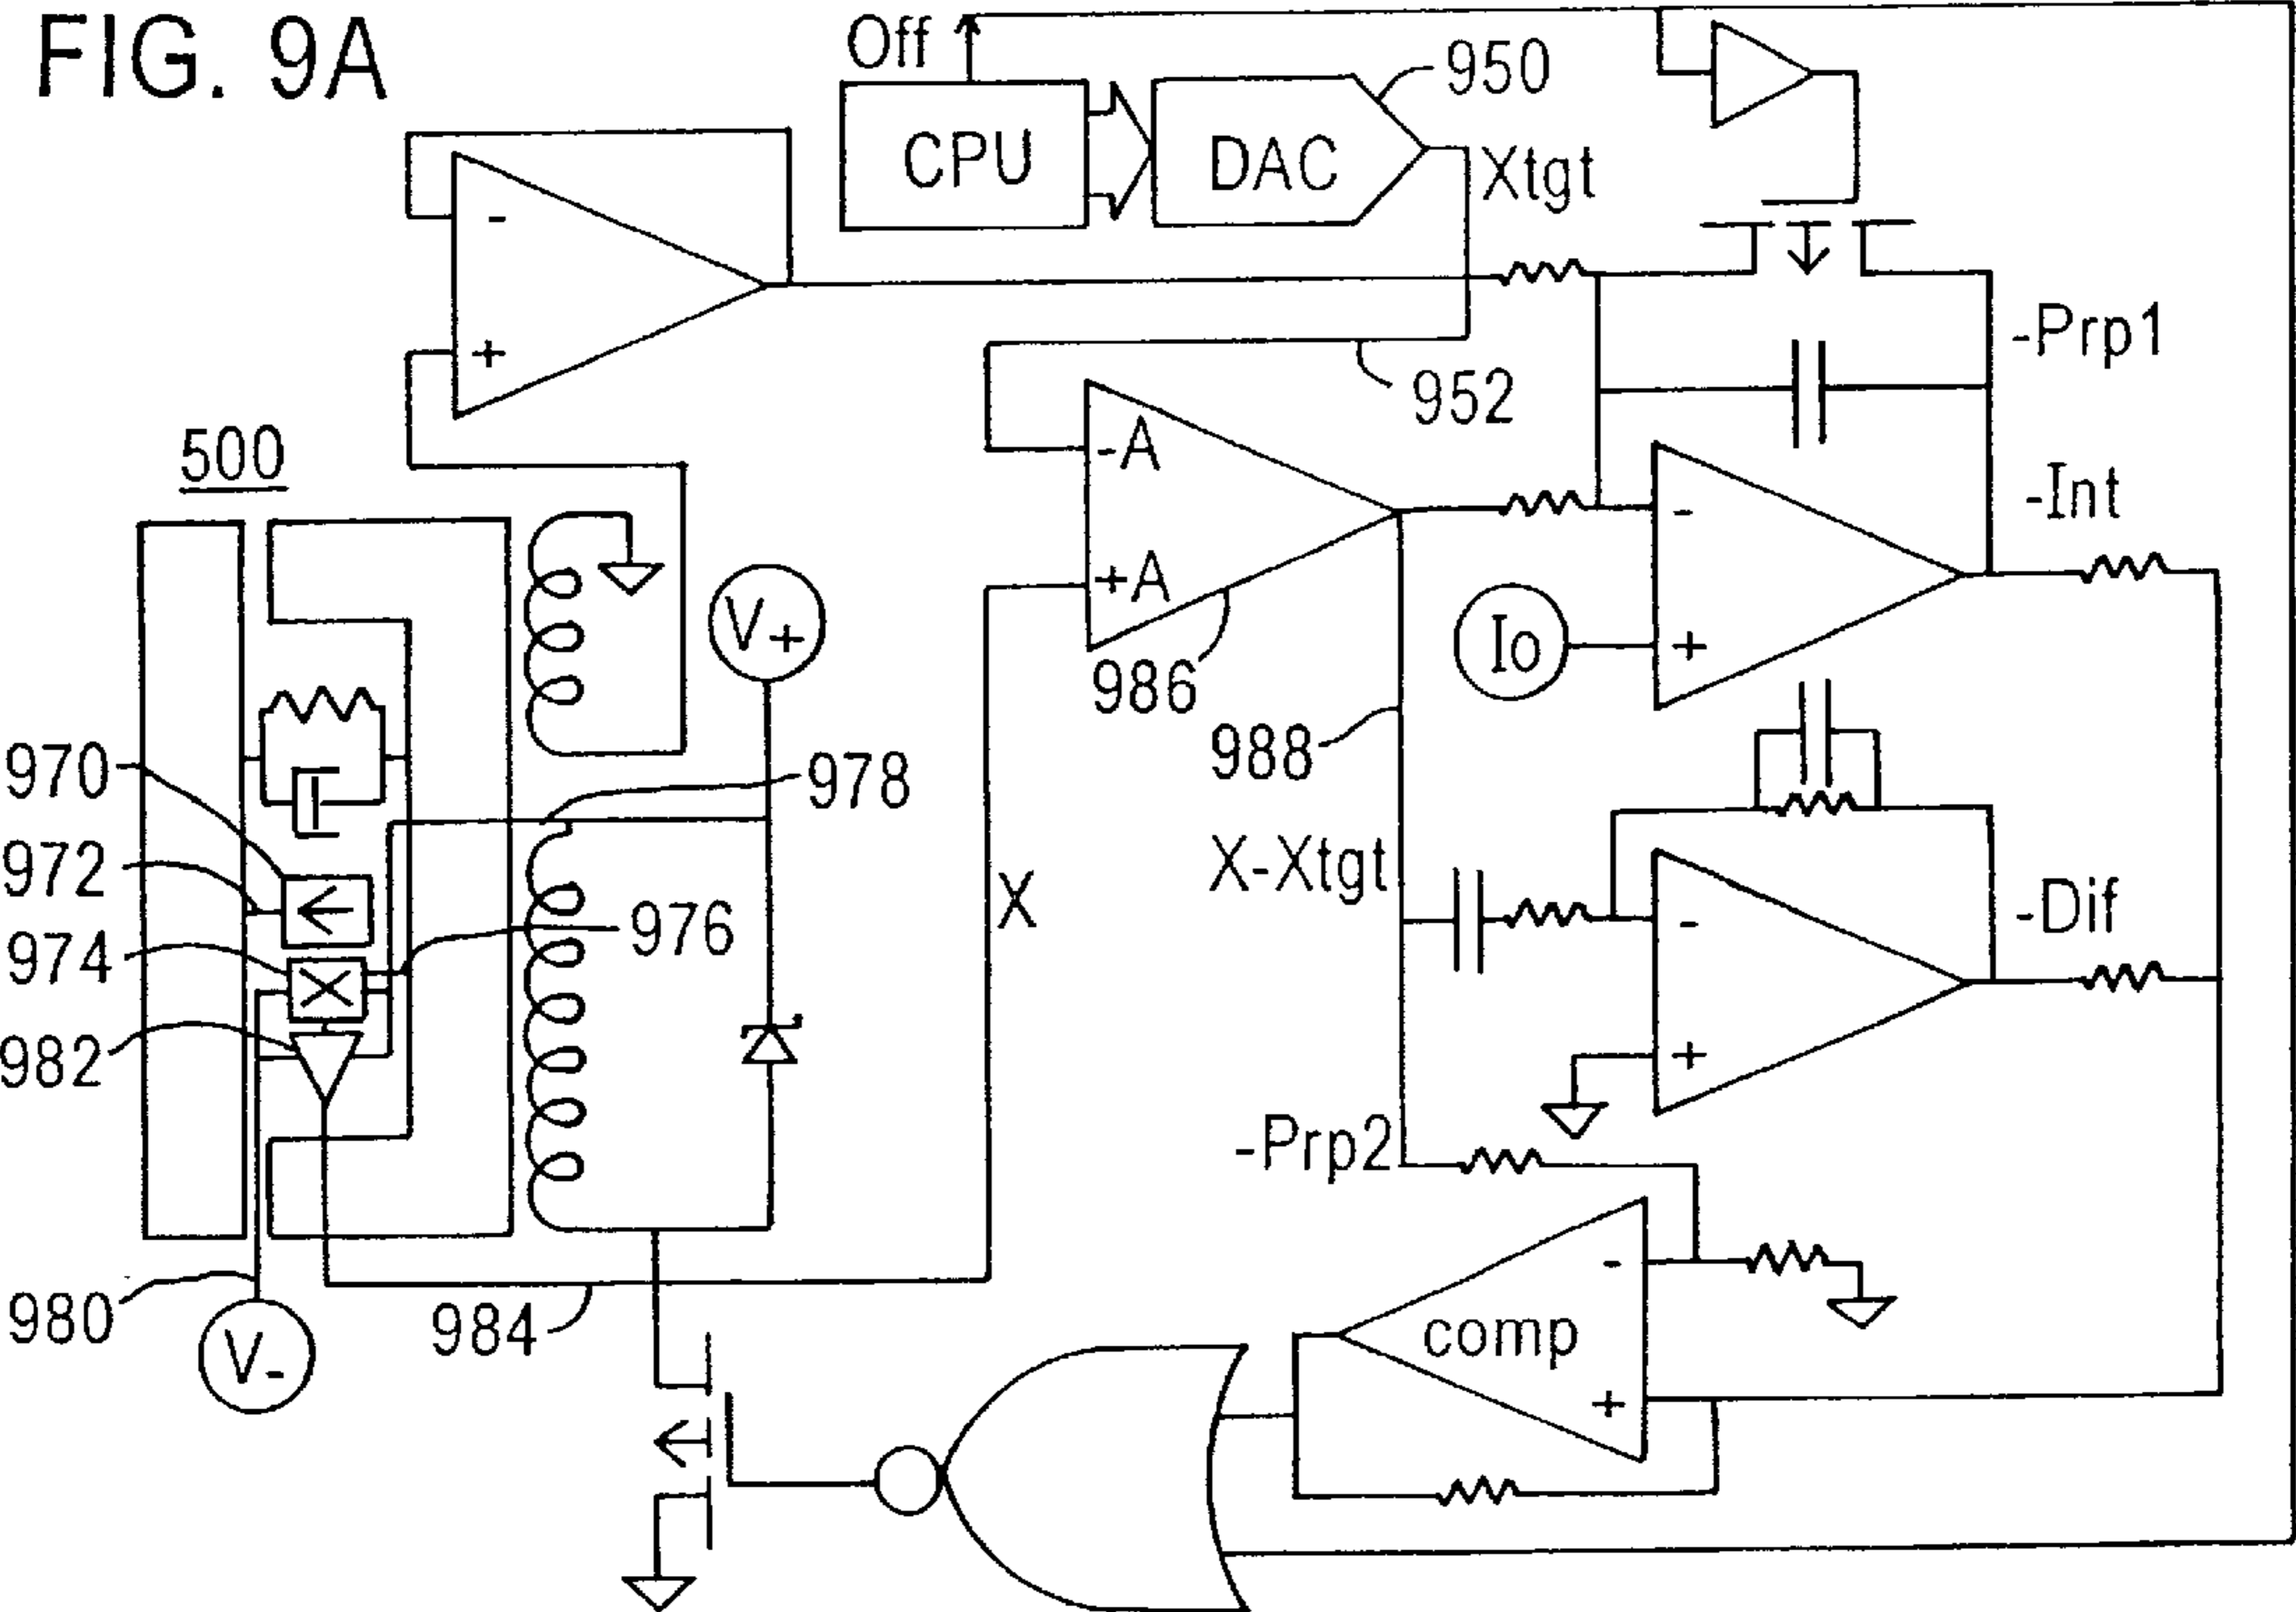 FIG. 9A
Off
950
CPU
DAC
Xtgt
-
+
-Prp1
952
500
-A
-Int
-
+A
V+
Io
+
986
988
970
978
X-Xtgt
972
X
976
-
-Dif
974
982
+
-Prp2
-
980
984
comp
V-
+